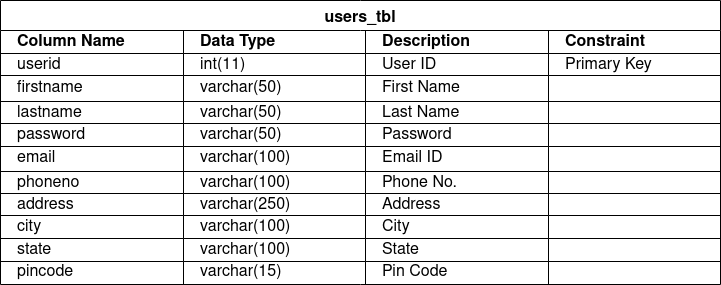 users_tbl
Column Name Data Type Description Constraint
userid int(11) User ID Primary Key
firstname varchar(50) First Name
lastname varchar(50) Last Name
password varchar(50) Password
email varchar(100) Email ID
phoneno varchar(100) Phone No.
address varchar(250) Address
city varchar(100) City
state varchar(100) State
pincode varchar(15) Pin Code